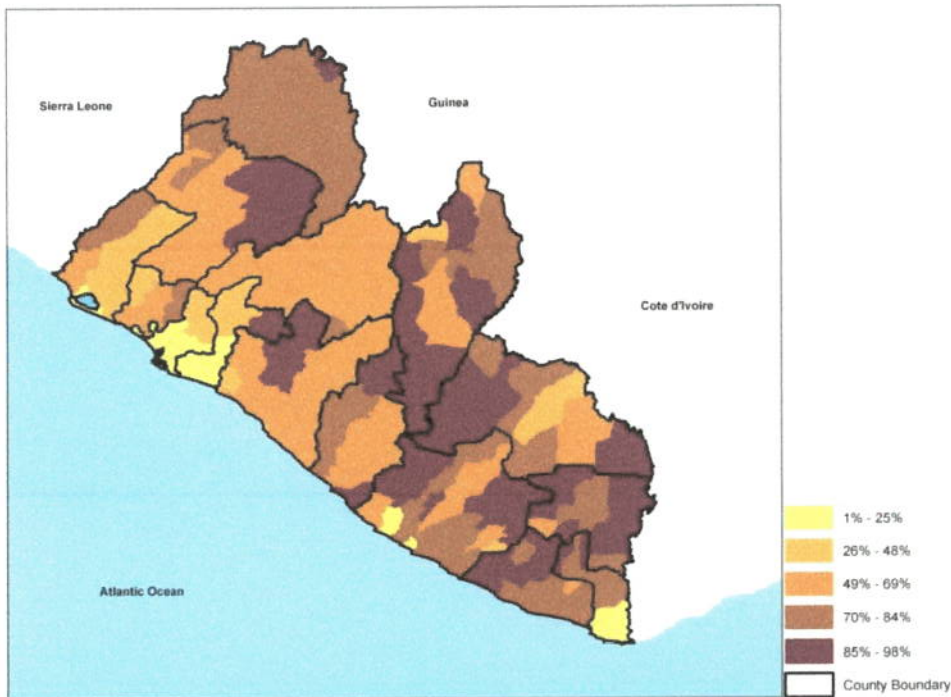 Sierra Leone
Guinea
Cote d'Ivoire
Atlantic Ocean
1% - 25%
26% - 48%
49% - 69%
70% - 84%
85% - 98%
County Boundary